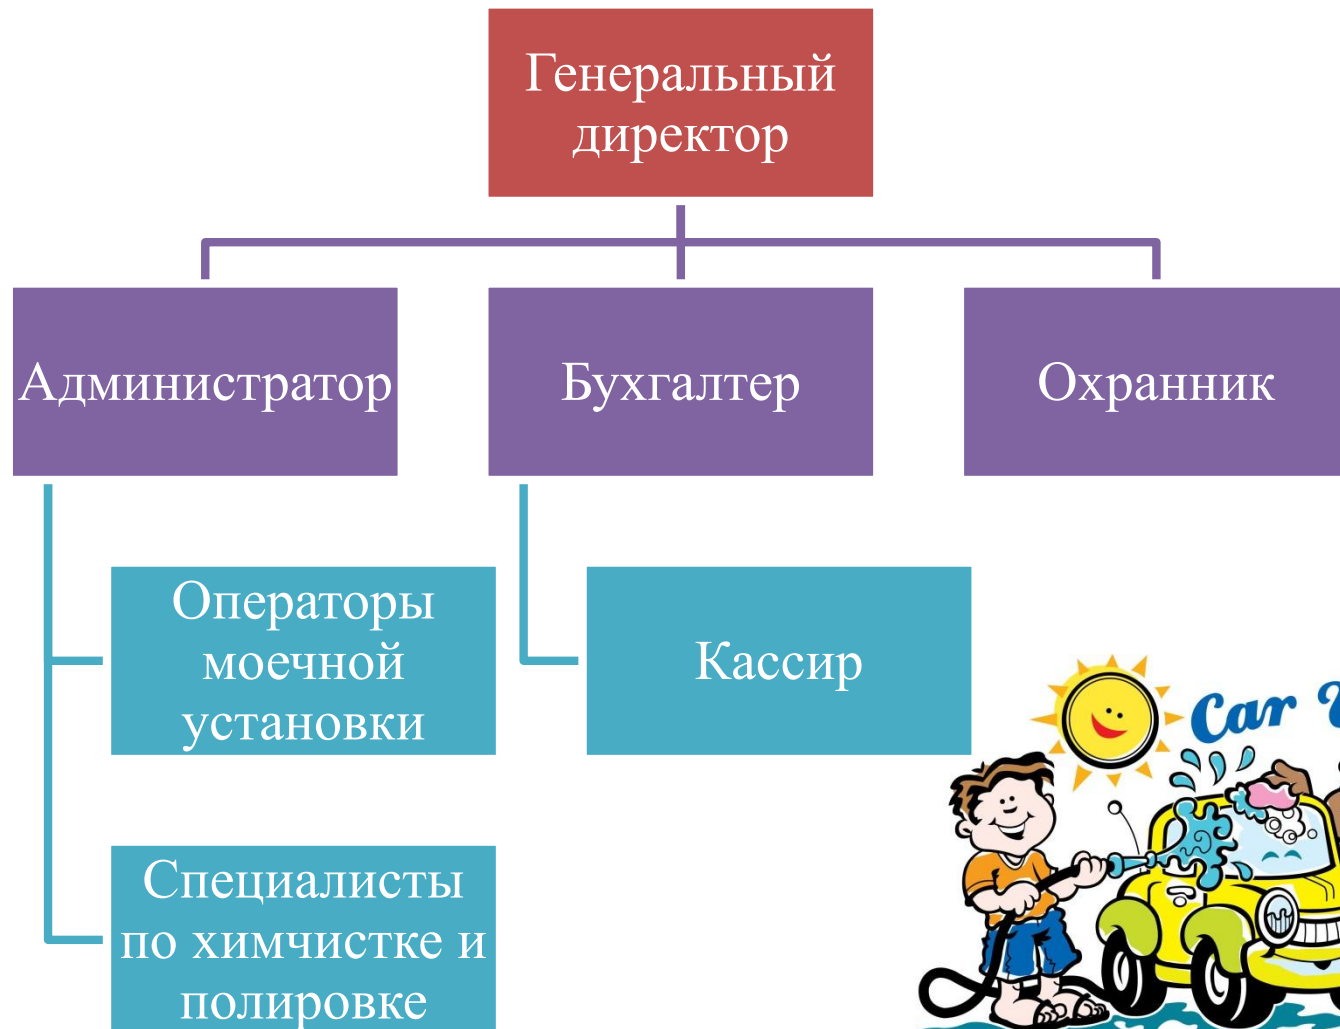 Генеральный
директор
Администратор
Бухгалтер
Охранник
Операторы
моечной
установки
Кассир
Car
Специалисты
по химчистке и
полировке